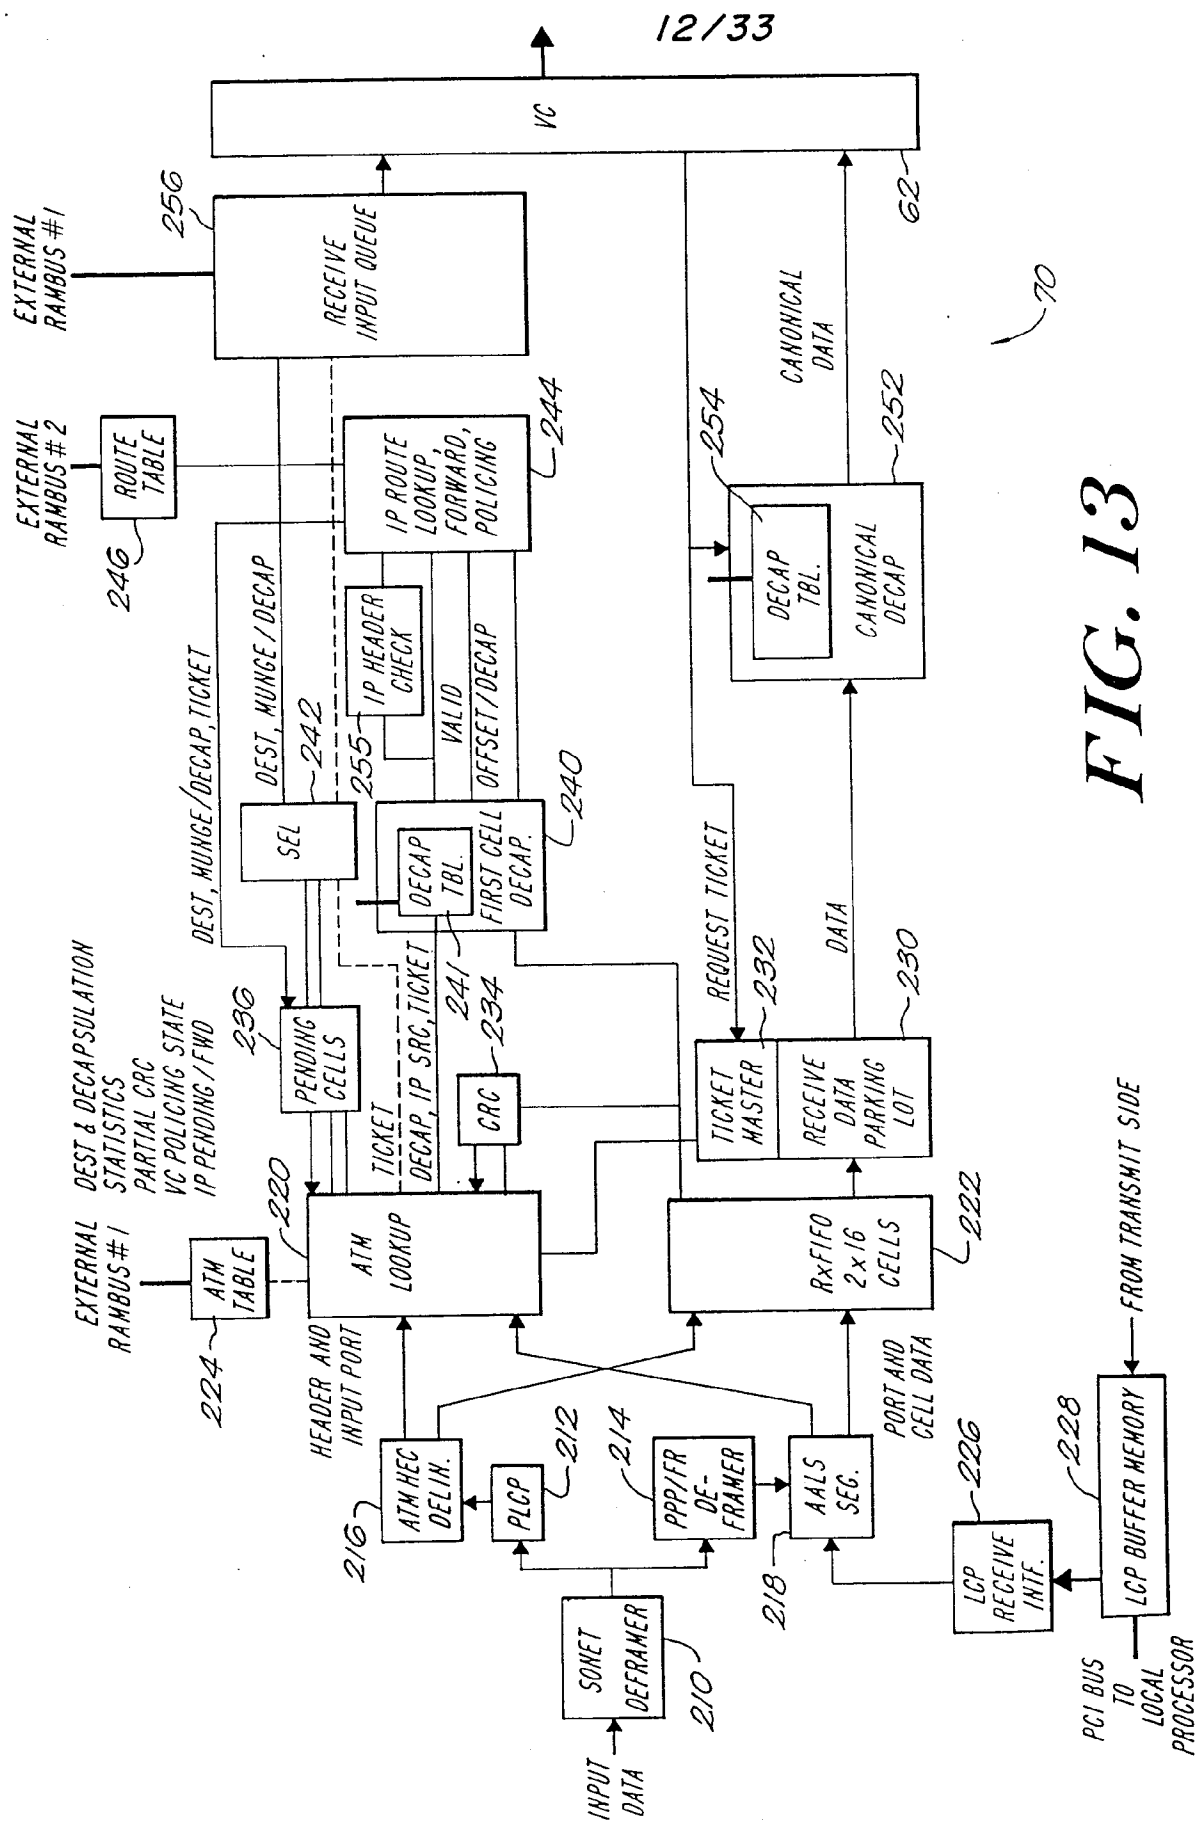 12/33
EXTERNAL
RAMBUS #1
DEST & DECAPSULATION
STATISTICS
PARTIAL CRC
VC POLICING STATE
IP PENDING/FWD
EXTERNAL
RAMBUS #2
EXTERNAL
RAMBUS #1
224
ATM
TABLE
220
236
PENDING
CELLS
DEST, MUNGE/DECAP, TICKET
246
ROUTE
TABLE
256
RECEIVE
INPUT QUEUE
HEADER AND
INPUT PORT
ATM
LOOKUP
SEL
242
DEST, MUNGE/DECAP
TICKET
DECAP, IP SRC, TICKET
241
DECAP
TBL.
FIRST CELL
DECAP.
240
255
IP HEADER
CHECK
VALID
OFFSET/DECAP
IP ROUTE
LOOKUP,
FORWARD,
POLICING
244
VC
62
216
ATM HEC
DELIN.
PLCP
212
CRC
234
INPUT
DATA
SONET
DEFRAMER
210
214
PPP/FR
DE-
FRAMER
218
AAL5
SEG.
PORT AND
CELL DATA
RxFIFO
2x16
CELLS
222
REQUEST TICKET
TICKET
MASTER
232
RECEIVE
DATA
PARKING
LOT
230
DATA
254
DECAP
TBL.
CANONICAL
DECAP
252
CANONICAL
DATA
70
LCP
RECEIVE
INTF.
226
PCI BUS
TO
LOCAL
PROCESSOR
LCP BUFFER MEMORY
228
FROM TRANSMIT SIDE
FIG. 13